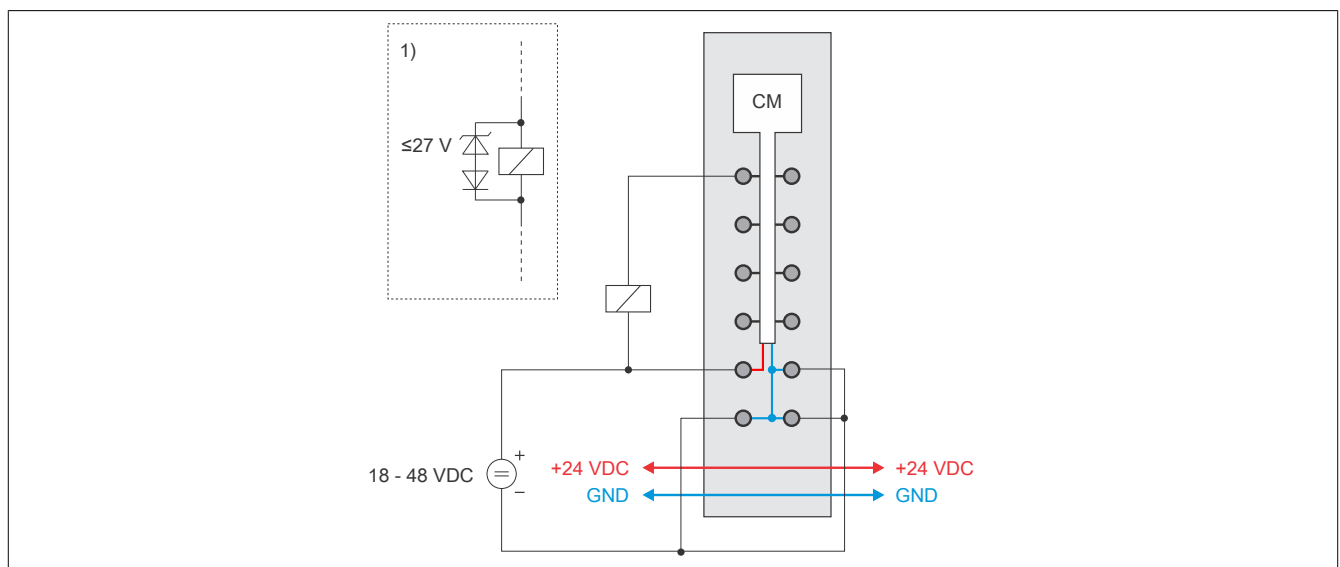 1)
≤27 V
CM
18 - 48 VDC
+
−
+24 VDC
+24 VDC
GND
GND